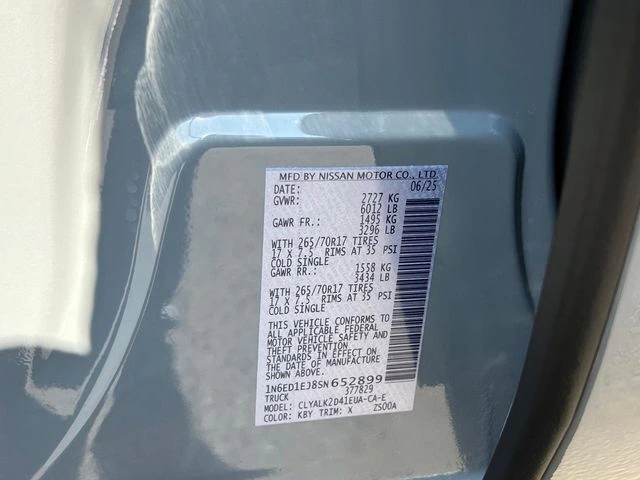 MFD BY NISSAN MOTOR CO., LTD.
DATE: 06/25
GVWR: 2727 KG
6012 LB
GAWR FR.: 1495 KG
3296 LB
WITH 265/70R17 TIRES
17 X 7.5 RIMS AT 35 PSI
COLD SINGLE
GAWR RR.: 1558 KG
3434 LB
WITH 265/70R17 TIRES
17 X 7.5 RIMS AT 35 PSI
COLD SINGLE
THIS VEHICLE CONFORMS TO
ALL APPLICABLE FEDERAL
MOTOR VEHICLE SAFETY AND
THEFT PREVENTION
STANDARDS IN EFFECT ON
THE DATE OF MANUFACTURE
SHOWN ABOVE
1N6ED1EJ8SN652899
TRUCK 377829
MODEL: CLYALK2D41EUA-CA-E
COLOR: KBY TRIM: X ZS00A